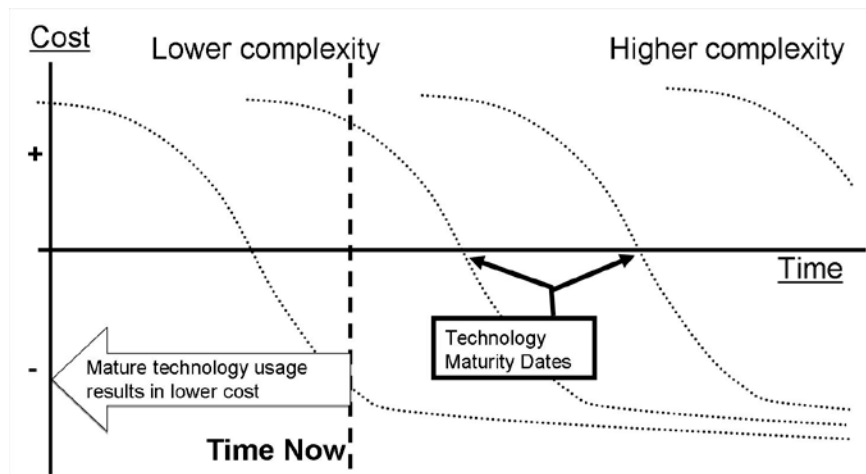 Cost
Lower complexity
Higher complexity
+
Time
Technology
Maturity Dates
-
Mature technology usage
results in lower cost
Time Now